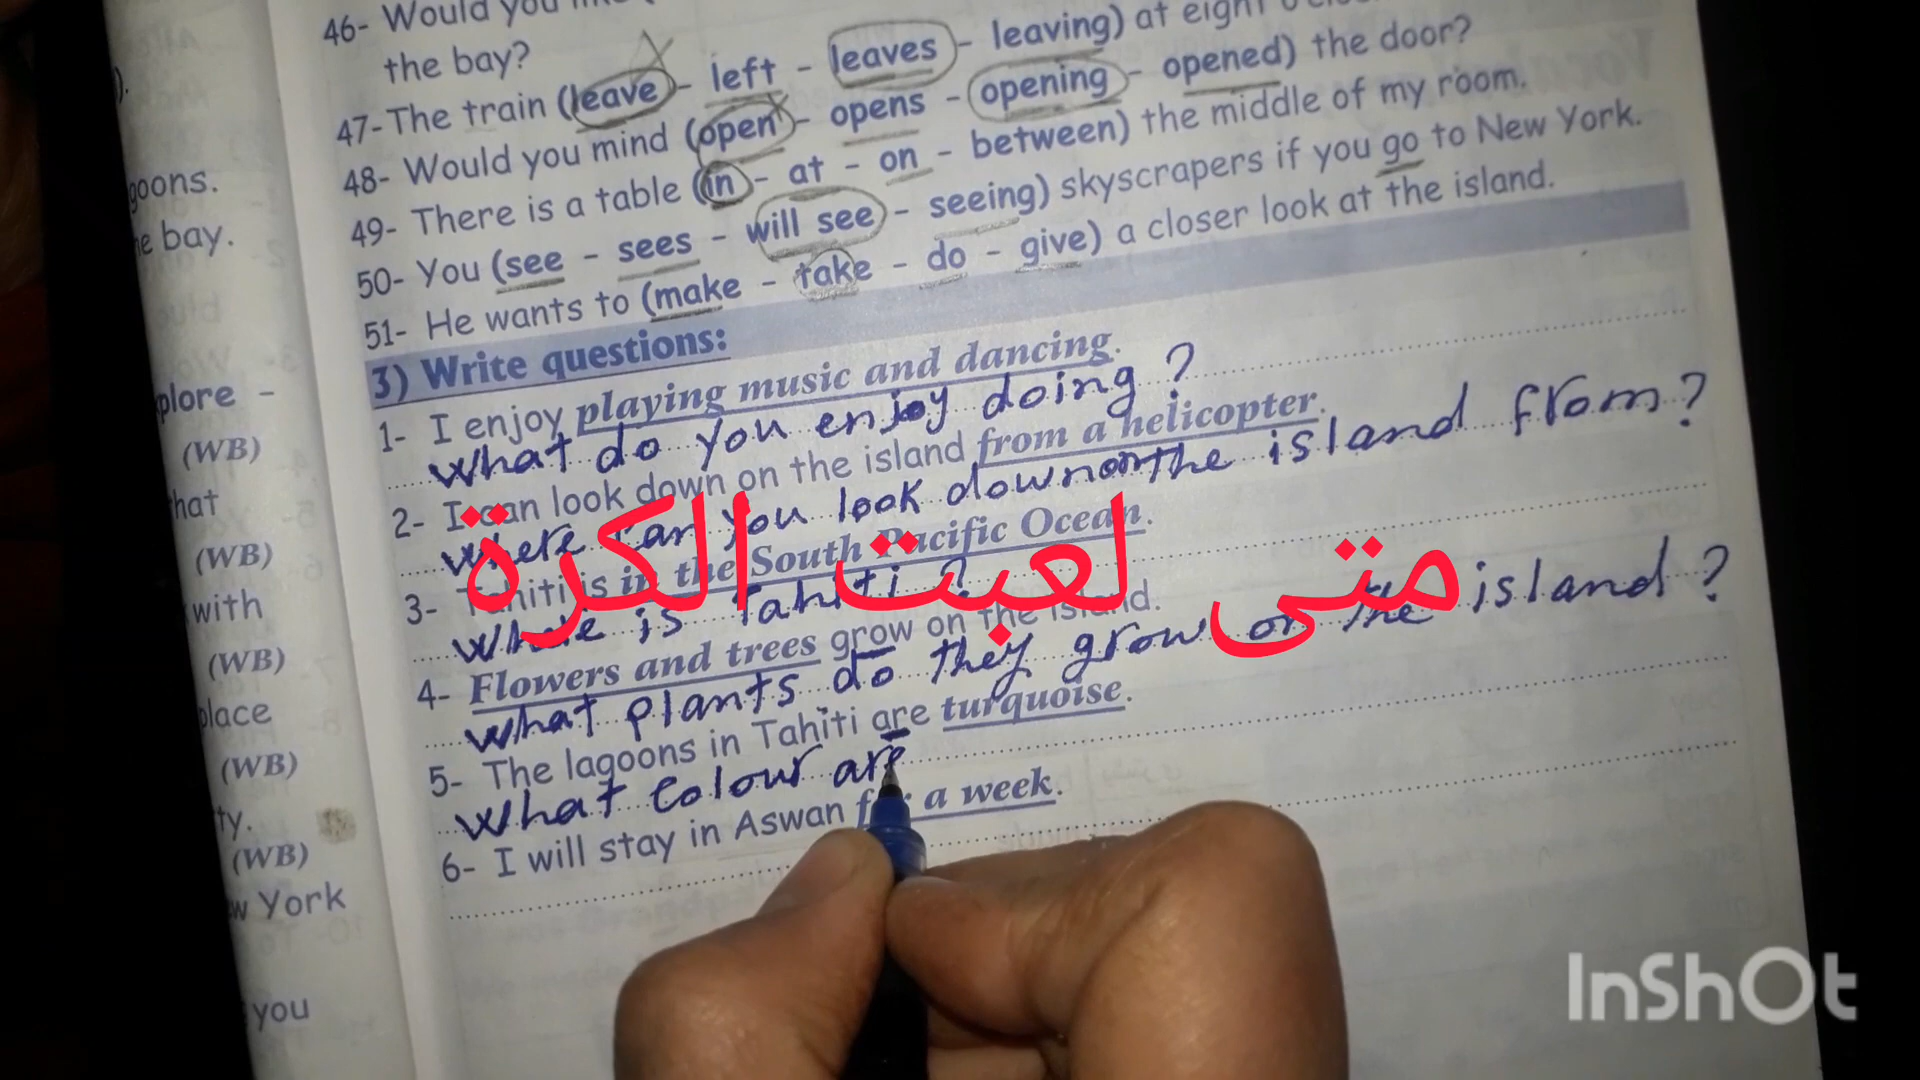 46- Would you
the bay?
47- The train (leave - left - leaves - leaving) at eight
48- Would you mind (open - opens - opening - opened) the door?
49- There is a table (in - at - on - between) the middle of my room.
50- You (see - sees - will see - seeing) skyscrapers if you go to New York.
51- He wants to (make - take - do - give) a closer look at the island.
3) Write questions:
1- I enjoy playing music and dancing.
What do you enjoy doing ?
2- I can look down on the island from a helicopter.
Where can you look down on the island from ?
3- Tahiti is in the South Pacific Ocean.
Where is Tahiti ?
4- Flowers and trees grow on the island.
What plants do they grow on the island ?
5- The lagoons in Tahiti are turquoise.
What Colour are
6- I will stay in Aswan for a week.
متى لعبت الكرة
goons.
e bay.
plore -
(WB)
hat
(WB)
with
(WB)
place
(WB)
ty.
(WB)
w York
you
InShOt